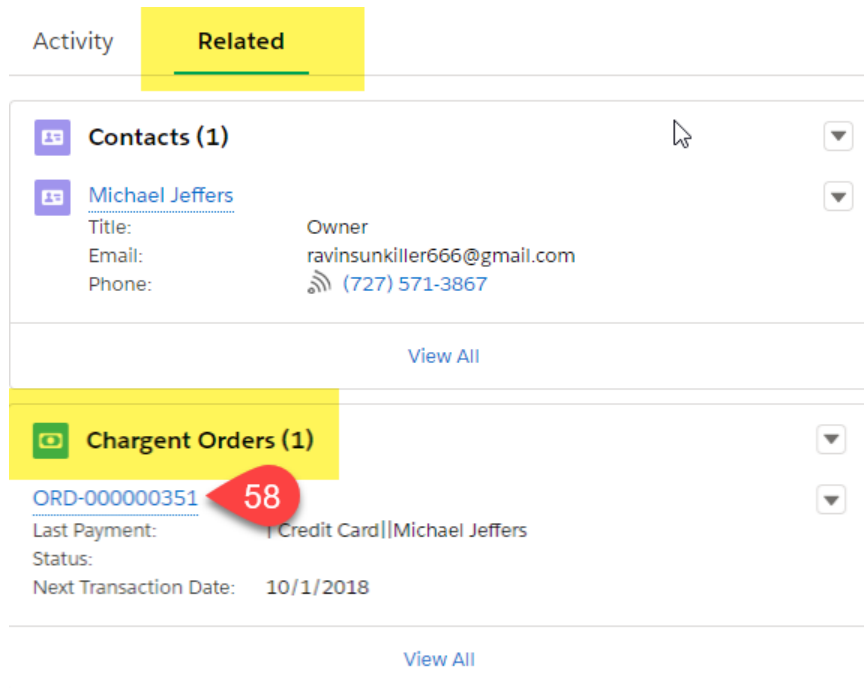 Activity Related
Contacts (1)
Michael Jeffers
Title: Owner
Email: ravinsunkiller666@gmail.com
Phone: (727) 571-3867
View All
Chargent Orders (1)
ORD-000000351 58
Last Payment: | Credit Card||Michael Jeffers
Status:
Next Transaction Date: 10/1/2018
View All